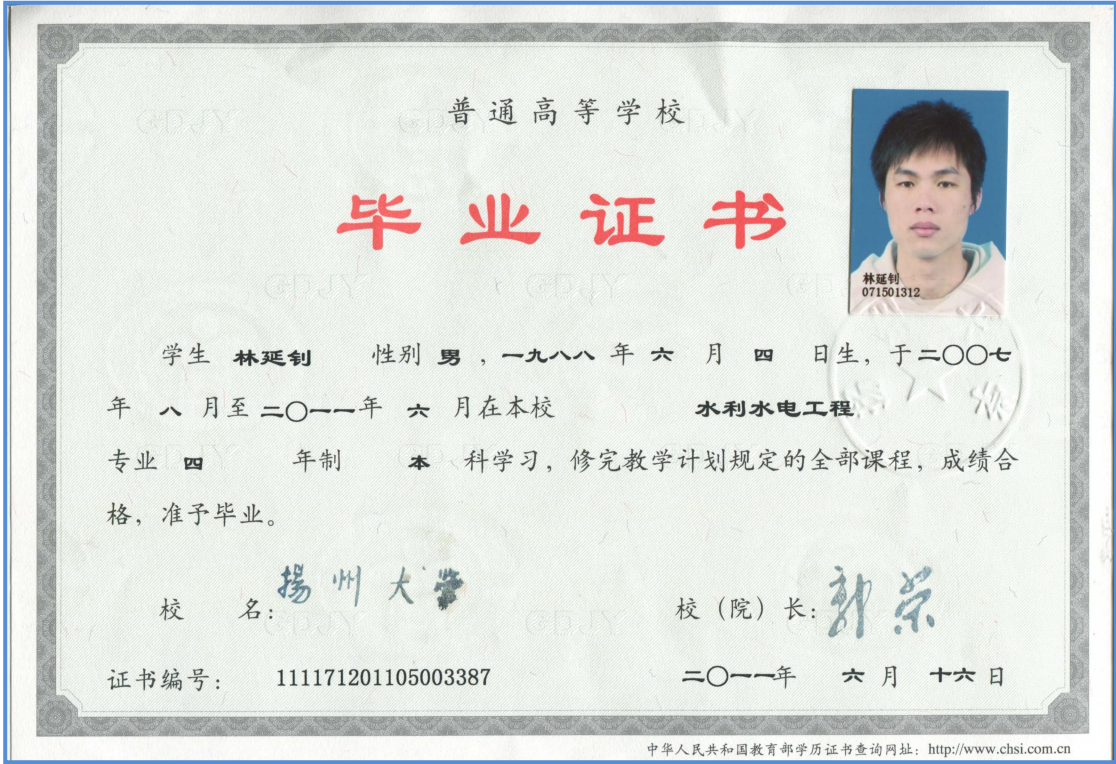 普通高等学校
毕业证书
林延钊
071501312
学生 林延钊 性别 男 ，一九八八 年 六 月 四 日生，于二〇〇七
年 八 月至二〇一一年 六 月在本校 水利水电工程
专业 四 年制 本 科学习，修完教学计划规定的全部课程，成绩合
格，准予毕业。
校 名：揚州大學 校（院）长：郭荣
证书编号： 111171201105003387 二〇一一年 六 月 十六 日
中华人民共和国教育部学历证书查询网址：http://www.chsi.com.cn